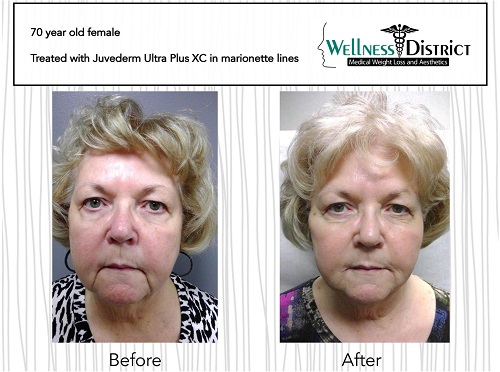 70 year old female
Treated with Juvederm Ultra Plus XC in marionette lines
Wellness District
Medical Weight Loss and Aesthetics
Before
After